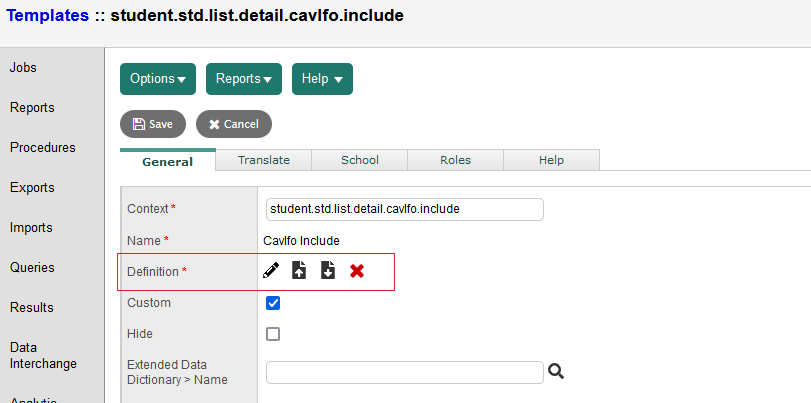 Templates :: student.std.list.detail.cavlfo.include
Jobs
Reports
Procedures
Exports
Imports
Queries
Results
Data
Interchange
Options Reports Help
Save Cancel
General Translate School Roles Help
Context * student.std.list.detail.cavlfo.include
Name * Cavlfo Include
Definition *
Custom
Hide
Extended Data
Dictionary > Name